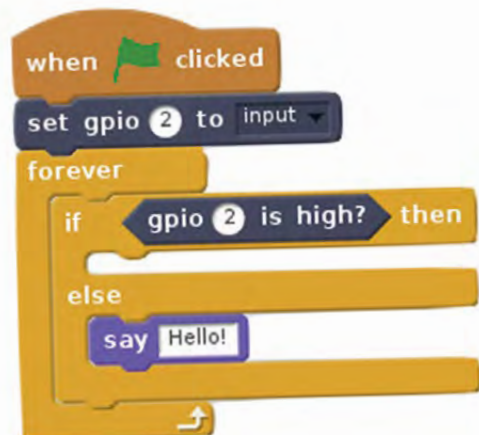 when clicked
set gpio 2 to input
forever
if gpio 2 is high? then
else
say Hello!